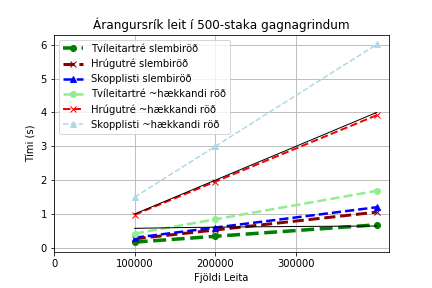 Árangursrík leit í 500-staka gagnagrindum
6
5
4
3
2
1
0
Tími (s)
Tvíleitartré slembiröð
Hrúgutré slembiröð
Skopplisti slembiröð
Tvíleitartré ~hækkandi röð
Hrúgutré ~hækkandi röð
Skopplisti ~hækkandi röð
0 100000 200000 300000
Fjöldi Leita